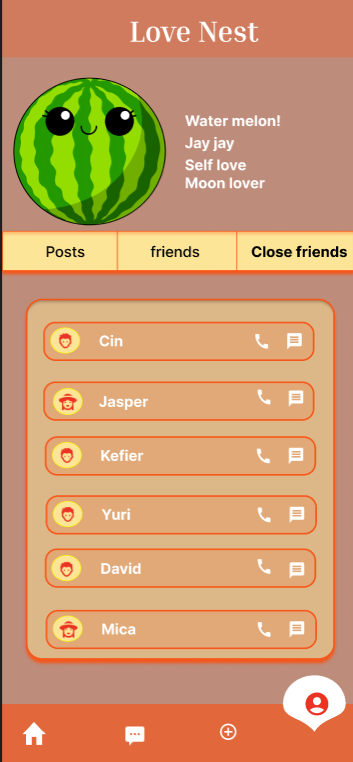 Love Nest
Water melon!
Jay jay
Self love
Moon lover
Posts friends Close friends
Cin
Jasper
Kefier
Yuri
David
Mica